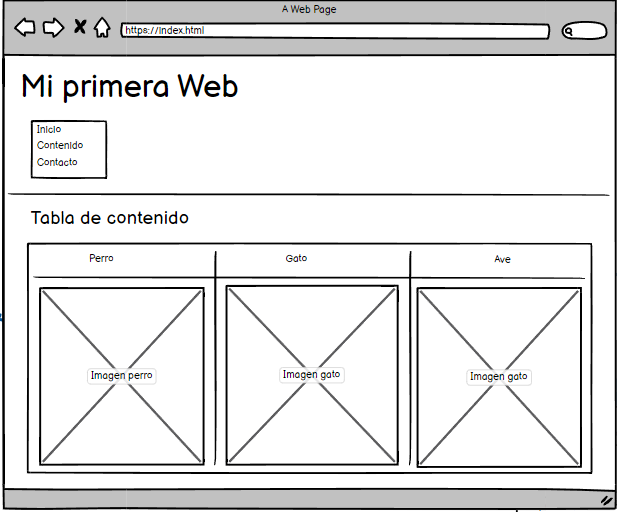 A Web Page
https://index.html
Mi primera Web
Inicio
Contenido
Contacto
Tabla de contenido
Perro Gato Ave
Imagen perro Imagen gato Imagen gato